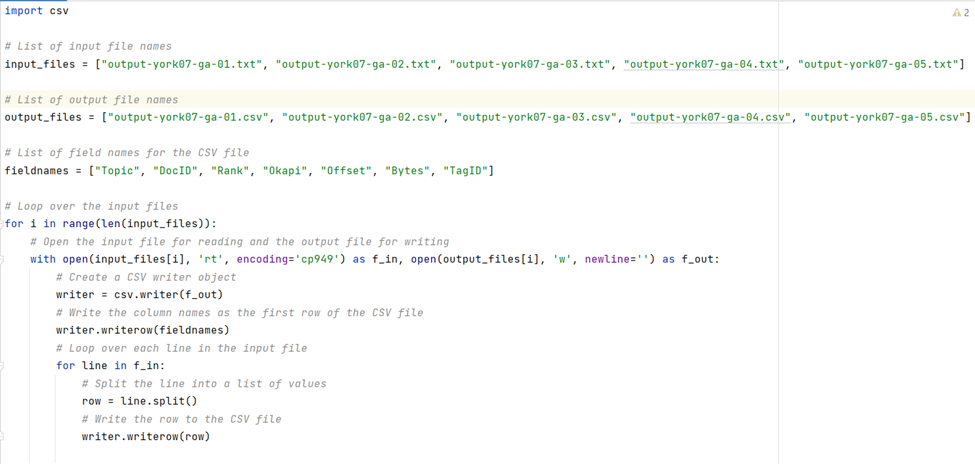 import csv
2
# List of input file names
input_files = ["output-york07-ga-01.txt", "output-york07-ga-02.txt", "output-york07-ga-03.txt", "output-york07-ga-04.txt", "output-york07-ga-05.txt"]
# List of output file names
output_files = ["output-york07-ga-01.csv", "output-york07-ga-02.csv", "output-york07-ga-03.csv", "output-york07-ga-04.csv", "output-york07-ga-05.csv"]
# List of field names for the CSV file
fieldnames = ["Topic", "DocID", "Rank", "Okapi", "Offset", "Bytes", "TagID"]
# Loop over the input files
for i in range(len(input_files)):
# Open the input file for reading and the output file for writing
with open(input_files[i], 'rt', encoding='cp949') as f_in, open(output_files[i], 'w', newline='') as f_out:
# Create a CSV writer object
writer = csv.writer(f_out)
# Write the column names as the first row of the CSV file
writer.writerow(fieldnames)
# Loop over each line in the input file
for line in f_in:
# Split the line into a list of values
row = line.split()
# Write the row to the CSV file
writer.writerow(row)